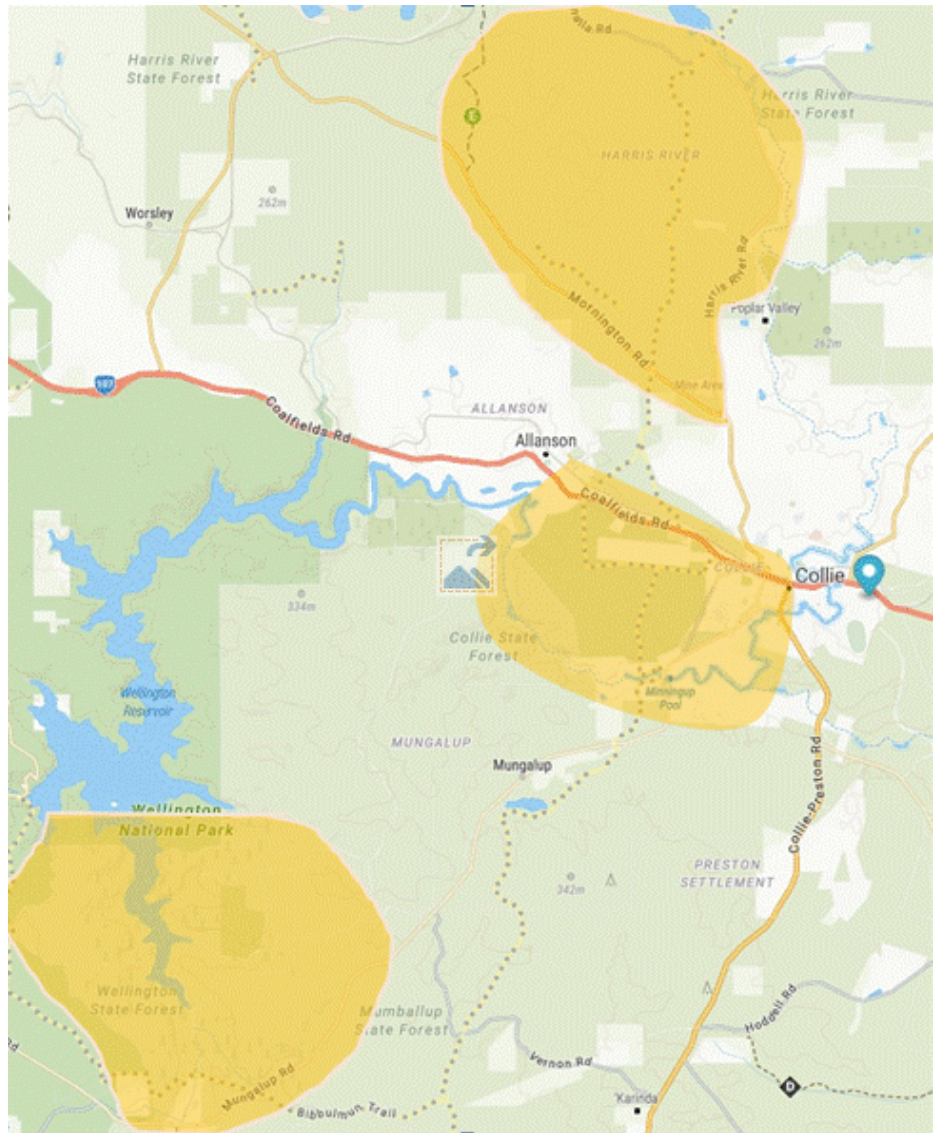 Harris River
State Forest
Harris River
State Forest
E
HARRIS RIVER
262m
Worsley
Harris River Rd
'Poplar Valley'
262m
Mornington Rd
Mine Area
107
Coalfields Rd
ALLANSON
Allanson
Coalfields Rd
COLLIE
Collie
334m
Collie State
Forest
Minningup
Pool
Wellington
Reservoir
MUNGALUP
Mungalup
Collie-Preston Rd
Wellington
National Park
PRESTON
SETTLEMENT
342m
Wellington
State Forest
Mumballup
State Forest
Hoddell Rd
Rd
Vernon Rd
Mungalup Rd
D
Bibbulmun Trail
'Karinda'